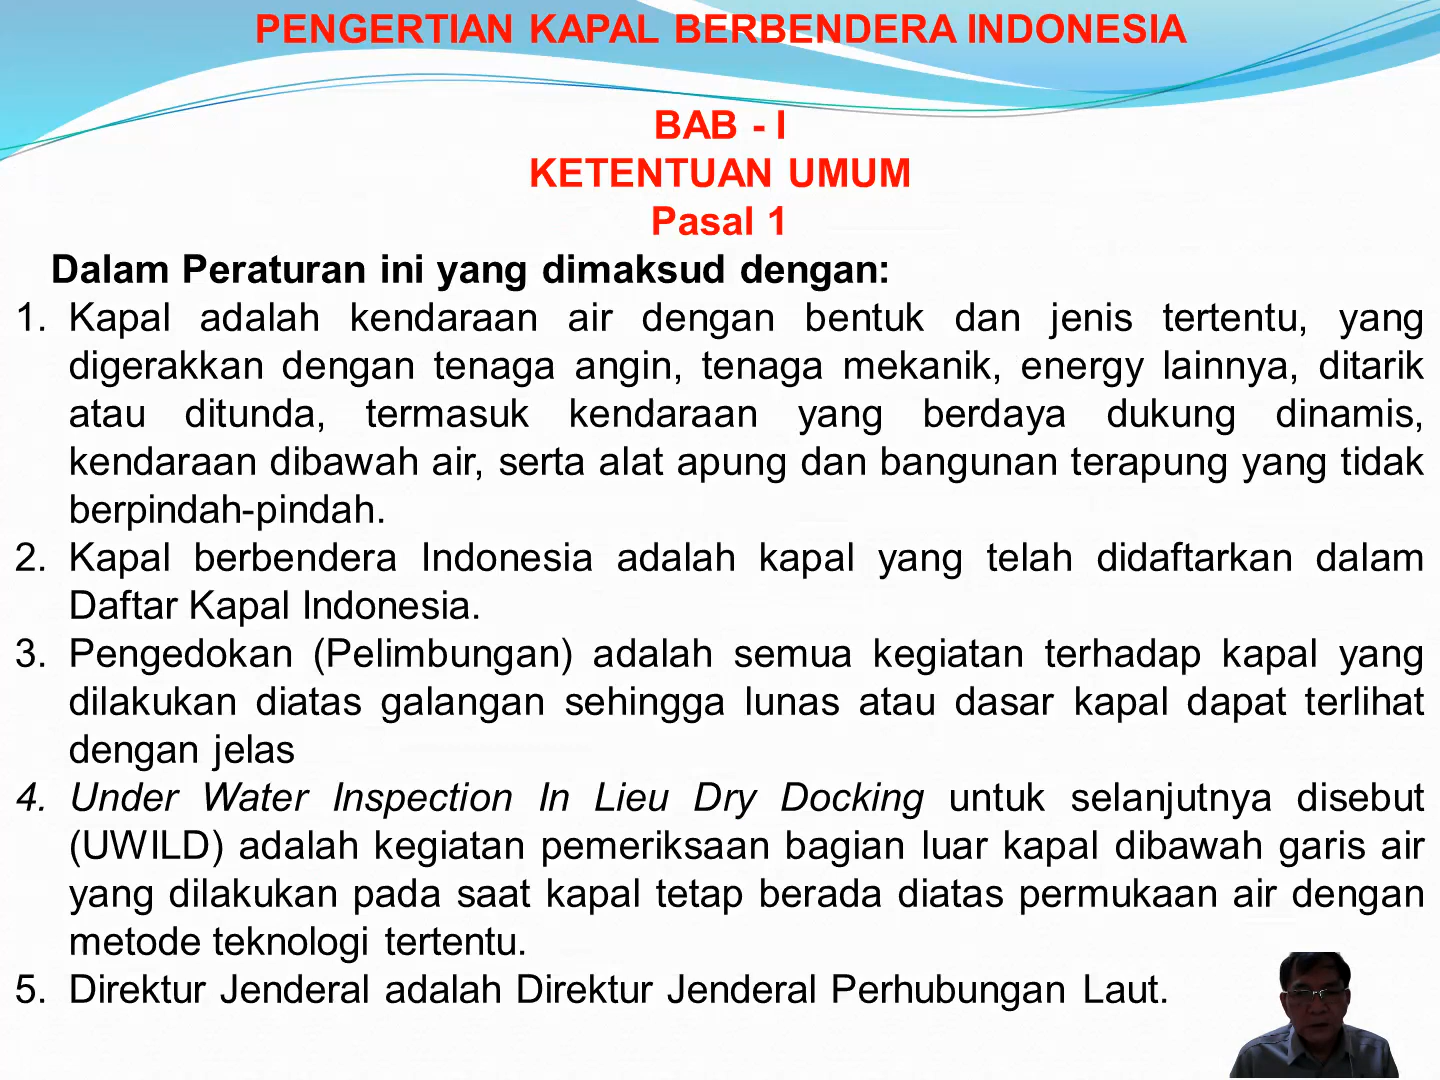 PENGERTIAN KAPAL BERBENDERA INDONESIA
BAB - I
KETENTUAN UMUM
Pasal 1
Dalam Peraturan ini yang dimaksud dengan:
1. Kapal adalah kendaraan air dengan bentuk dan jenis tertentu, yang
digerakkan dengan tenaga angin, tenaga mekanik, energy lainnya, ditarik
atau ditunda, termasuk kendaraan yang berdaya dukung dinamis,
kendaraan dibawah air, serta alat apung dan bangunan terapung yang tidak
berpindah-pindah.
2. Kapal berbendera Indonesia adalah kapal yang telah didaftarkan dalam
Daftar Kapal Indonesia.
3. Pengedokan (Pelimbungan) adalah semua kegiatan terhadap kapal yang
dilakukan diatas galangan sehingga lunas atau dasar kapal dapat terlihat
dengan jelas
4. Under Water Inspection In Lieu Dry Docking untuk selanjutnya disebut
(UWILD) adalah kegiatan pemeriksaan bagian luar kapal dibawah garis air
yang dilakukan pada saat kapal tetap berada diatas permukaan air dengan
metode teknologi tertentu.
5. Direktur Jenderal adalah Direktur Jenderal Perhubungan Laut.